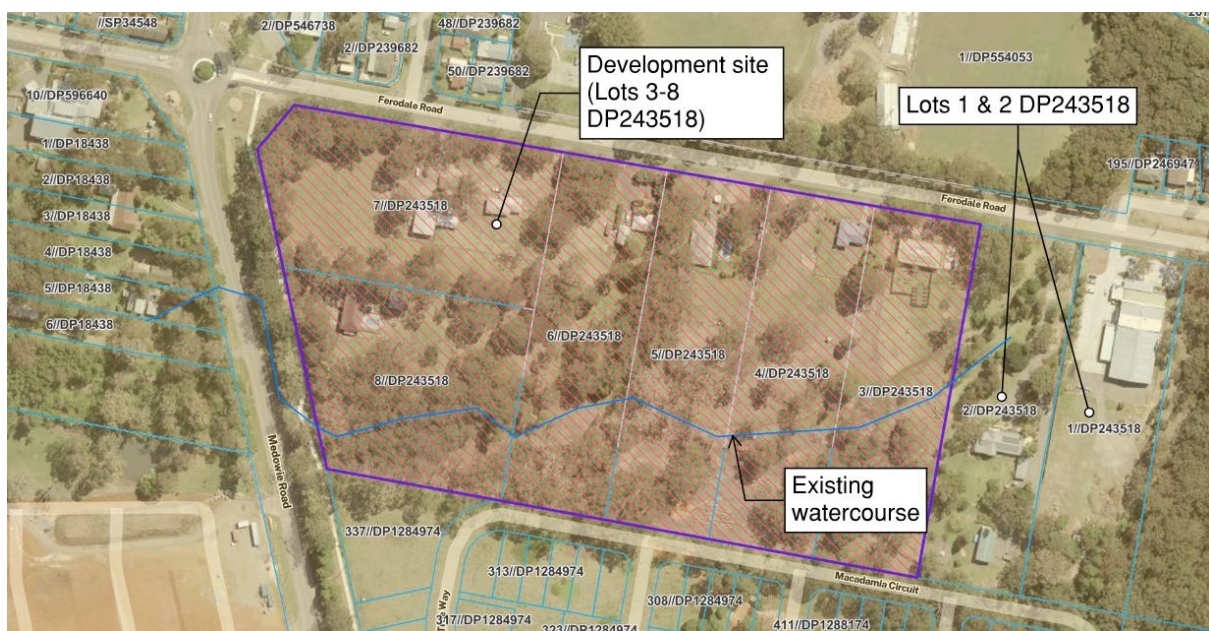 //SP34548
2//DP546738
48//DP239682
2//DP239682
50//DP239682
10//DP596640
Ferodale Road
Development site
(Lots 3-8
DP243518)
1//DP554053
Lots 1 & 2 DP243518
195//DP246947
1//DP18438
2//DP18438
3//DP18438
4//DP18438
5//DP18438
6//DP18438
7//DP243518
Ferodale Road
6//DP243518
5//DP243518
4//DP243518
3//DP243518
8//DP243518
2//DP243518
1//DP243518
Medowie Road
Existing
watercourse
337//DP1284974
313//DP1284974
Macadamia Circuit
308//DP1284974
317//DP1284974
323//DP1284974
411//DP1288174
Way